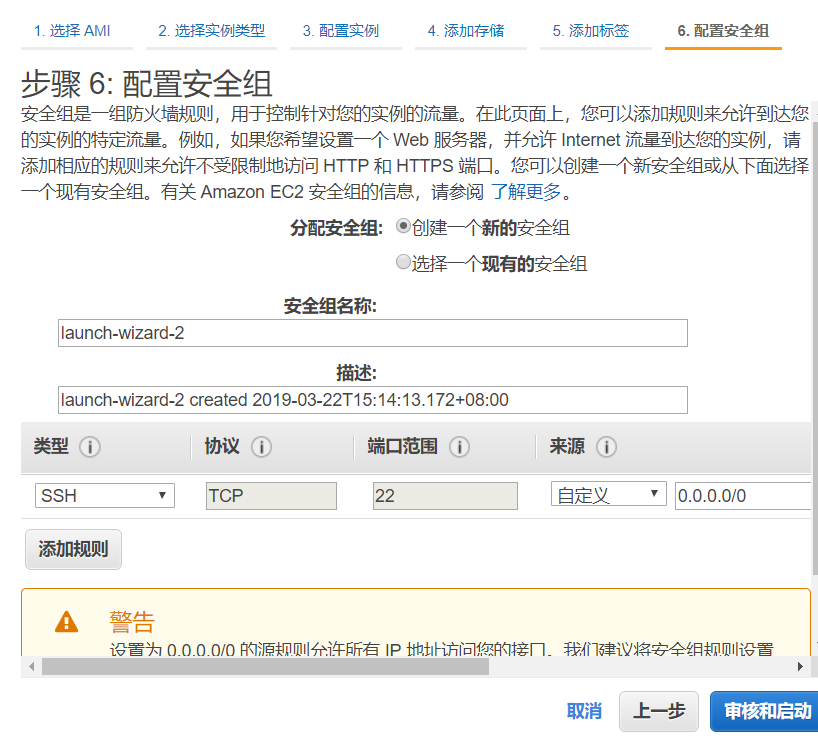 1. 选择 AMI 2. 选择实例类型 3. 配置实例 4. 添加存储 5. 添加标签 6. 配置安全组
步骤 6: 配置安全组
安全组是一组防火墙规则，用于控制针对您的实例的流量。在此页面上，您可以添加规则来允许到达您
的实例的特定流量。例如，如果您希望设置一个 Web 服务器，并允许 Internet 流量到达您的实例，请
添加相应的规则来允许不受限制地访问 HTTP 和 HTTPS 端口。您可以创建一个新安全组或从下面选择
一个现有安全组。有关 Amazon EC2 安全组的信息，请参阅 了解更多。
分配安全组: 创建一个新的安全组
选择一个现有的安全组
安全组名称:
launch-wizard-2
描述:
launch-wizard-2 created 2019-03-22T15:14:13.172+08:00
类型 协议 端口范围 来源
SSH TCP 22 自定义 0.0.0.0/0
添加规则
警告
设置为 0.0.0.0/0 的源规则允许所有 IP 地址访问您的接口。我们建议将安全组规则设置
取消 上一步 审核和启动